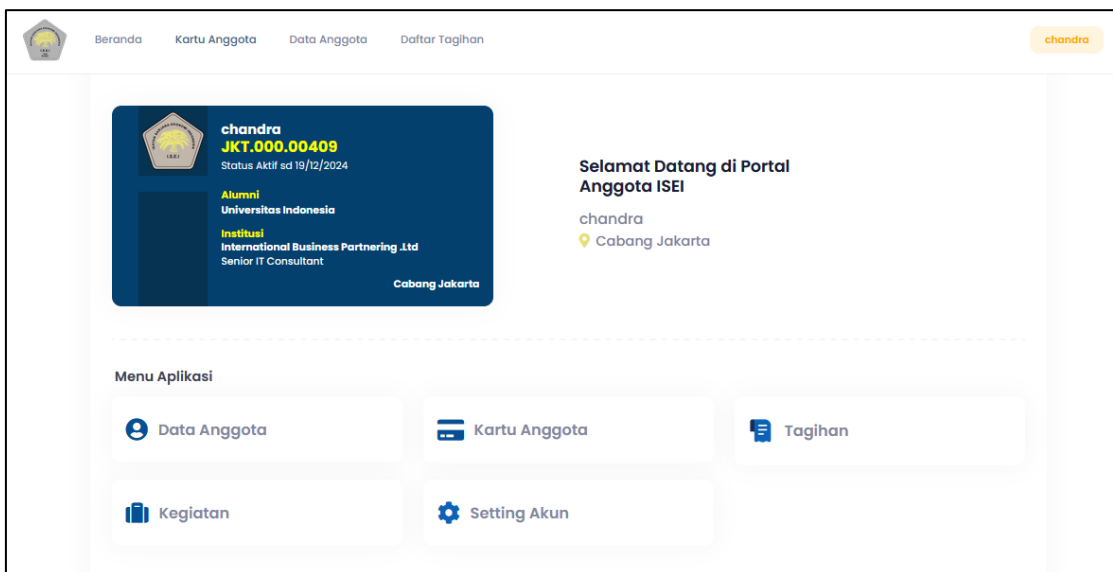 Beranda
Kartu Anggota
Data Anggota
Daftar Tagihan
chandra
chandra
JKT.000.00409
Status Aktif sd 19/12/2024
Alumni
Universitas Indonesia
Institusi
International Business Partnering .Ltd
Senior IT Consultant
Cabang Jakarta
Selamat Datang di Portal
Anggota ISEI
chandra
Cabang Jakarta
Menu Aplikasi
Data Anggota
Kartu Anggota
Tagihan
Kegiatan
Setting Akun